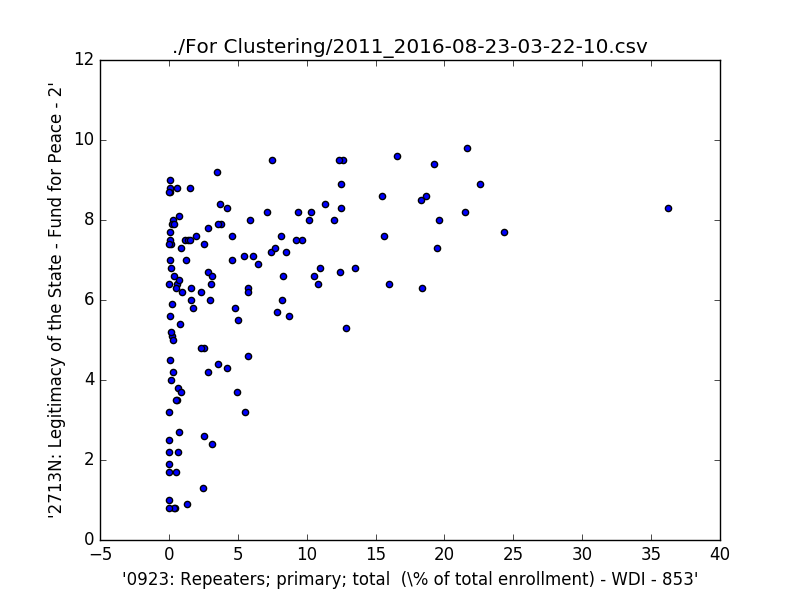 ./For Clustering/2011_2016-08-23-03-22-10.csv
'2713N: Legitimacy of the State - Fund for Peace - 2'
12
10
8
6
4
2
0
−5 0 5 10 15 20 25 30 35 40
'0923: Repeaters; primary; total  (\% of total enrollment) - WDI - 853'